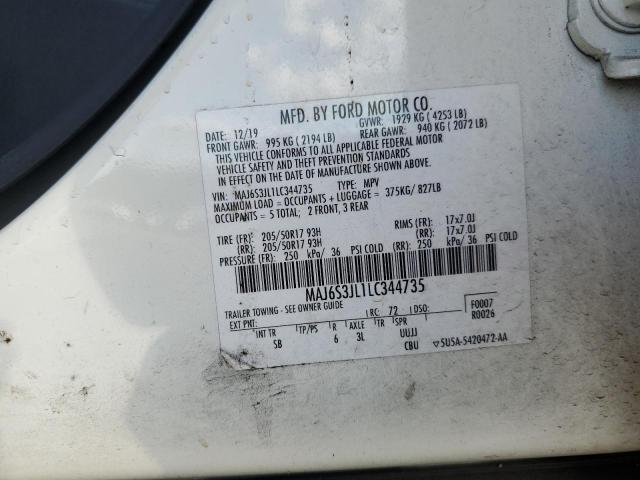 MFD. BY FORD MOTOR CO.
DATE: 12/19 GVWR: 1929 KG ( 4253 LB)
FRONT GAWR: 995 KG ( 2194 LB) REAR GAWR: 940 KG ( 2072 LB)
THIS VEHICLE CONFORMS TO ALL APPLICABLE FEDERAL MOTOR
VEHICLE SAFETY AND THEFT PREVENTION STANDARDS
IN EFFECT ON THE DATE OF MANUFACTURE SHOWN ABOVE.
VIN: MAJ6S3JL1LC344735 TYPE: MPV
MAXIMUM LOAD = OCCUPANTS + LUGGAGE = 375KG/ 827LB
OCCUPANTS = 5 TOTAL; 2 FRONT, 3 REAR
TIRE (FR): 205/50R17 93H RIMS (FR): 17x7.0J
(RR): 205/50R17 93H (RR): 17x7.0J
PRESSURE (FR): 250 kPa/ 36 PSI COLD (RR): 250 kPa/ 36 PSI COLD
MAJ6S3JL1LC344735
TRAILER TOWING - SEE OWNER GUIDE
EXT PNT: RC: 72 DSO: F0007
R0026
INT TR TP/PS R AXLE TR SPR
SB 6 3L UUJJ
CBU ▽5U5A-5420472-AA